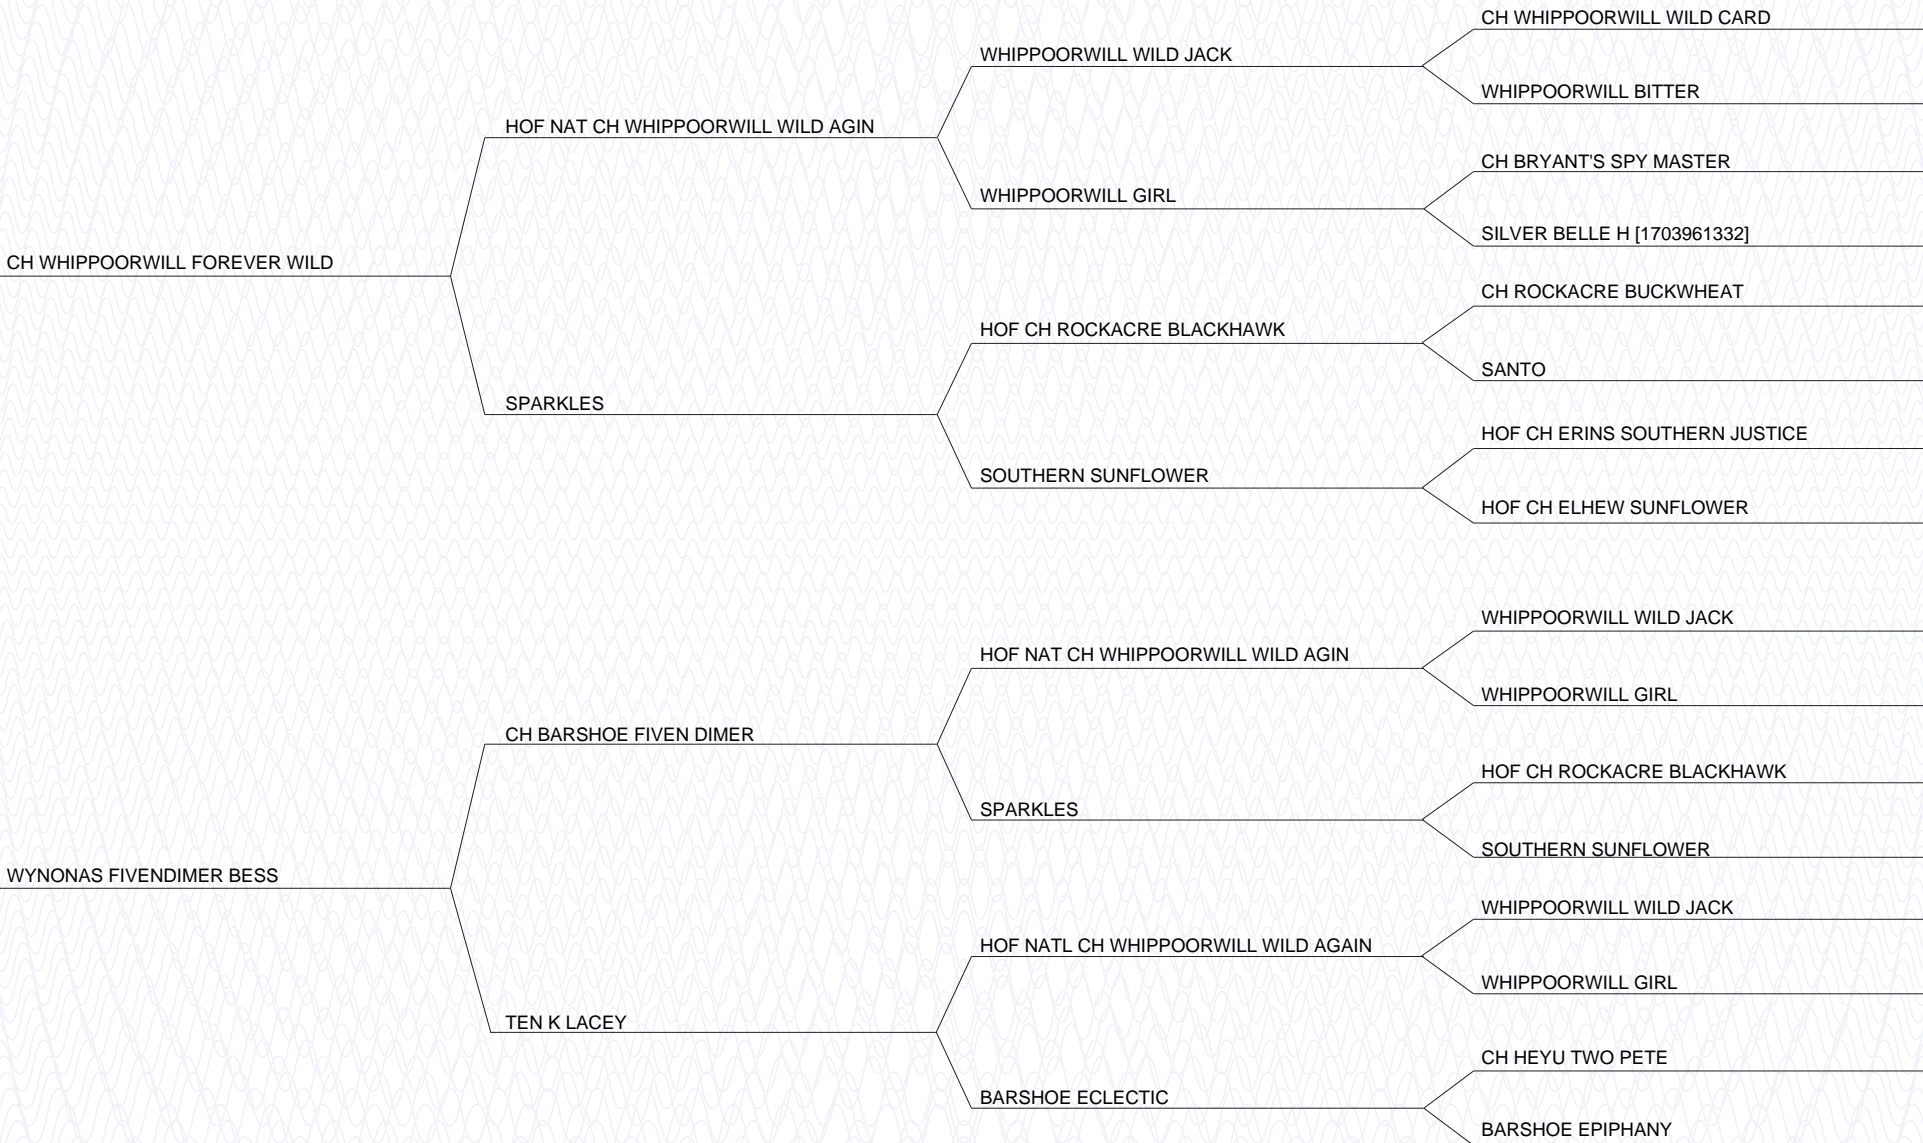 CH WHIPPOORWILL WILD CARD
WHIPPOORWILL WILD JACK
WHIPPOORWILL BITTER
HOF NAT CH WHIPPOORWILL WILD AGIN
CH BRYANT'S SPY MASTER
WHIPPOORWILL GIRL
SILVER BELLE H [1703961332]
CH WHIPPOORWILL FOREVER WILD
CH ROCKACRE BUCKWHEAT
HOF CH ROCKACRE BLACKHAWK
SANTO
SPARKLES
HOF CH ERINS SOUTHERN JUSTICE
SOUTHERN SUNFLOWER
HOF CH ELHEW SUNFLOWER
WHIPPOORWILL WILD JACK
HOF NAT CH WHIPPOORWILL WILD AGIN
WHIPPOORWILL GIRL
CH BARSHOE FIVEN DIMER
HOF CH ROCKACRE BLACKHAWK
SPARKLES
SOUTHERN SUNFLOWER
WYNONAS FIVENDIMER BESS
WHIPPOORWILL WILD JACK
HOF NATL CH WHIPPOORWILL WILD AGAIN
WHIPPOORWILL GIRL
TEN K LACEY
CH HEYU TWO PETE
BARSHOE ECLECTIC
BARSHOE EPIPHANY